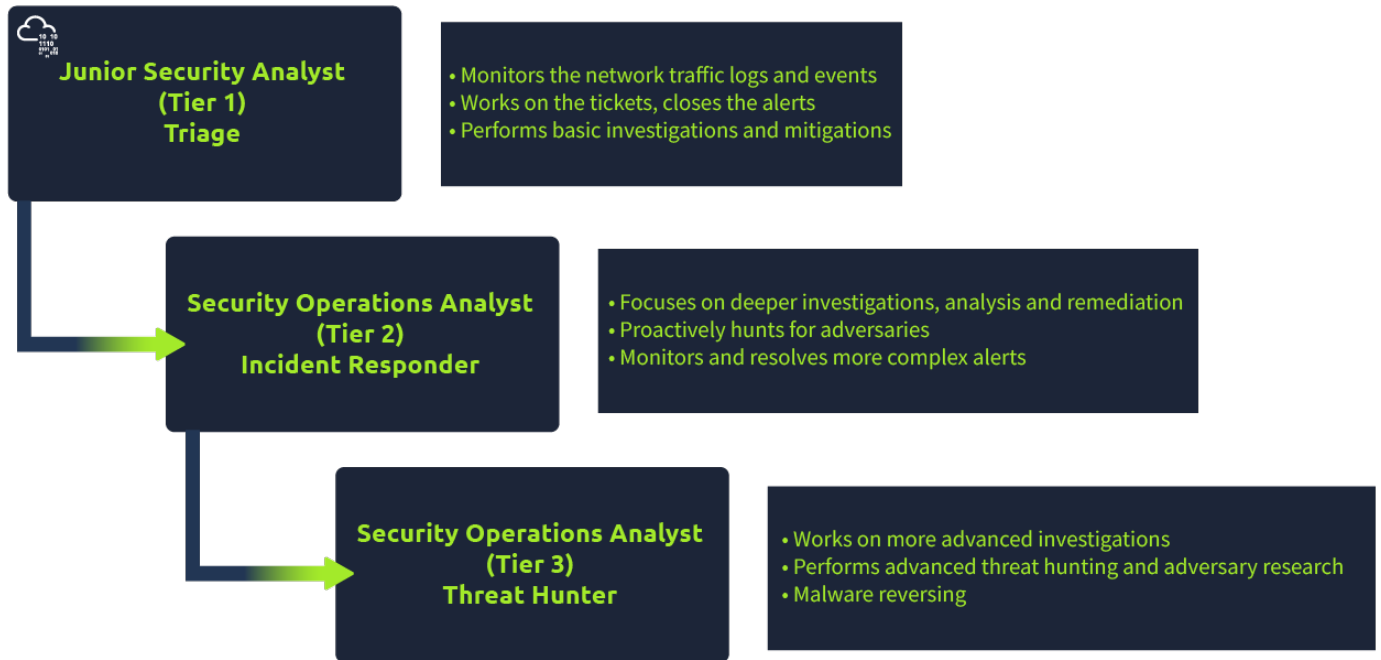 10 10
1110
Junior Security Analyst
(Tier 1)
Triage
• Monitors the network traffic logs and events
• Works on the tickets, closes the alerts
• Performs basic investigations and mitigations
Security Operations Analyst
(Tier 2)
Incident Responder
• Focuses on deeper investigations, analysis and remediation
• Proactively hunts for adversaries
• Monitors and resolves more complex alerts
Security Operations Analyst
(Tier 3)
Threat Hunter
• Works on more advanced investigations
• Performs advanced threat hunting and adversary research
• Malware reversing